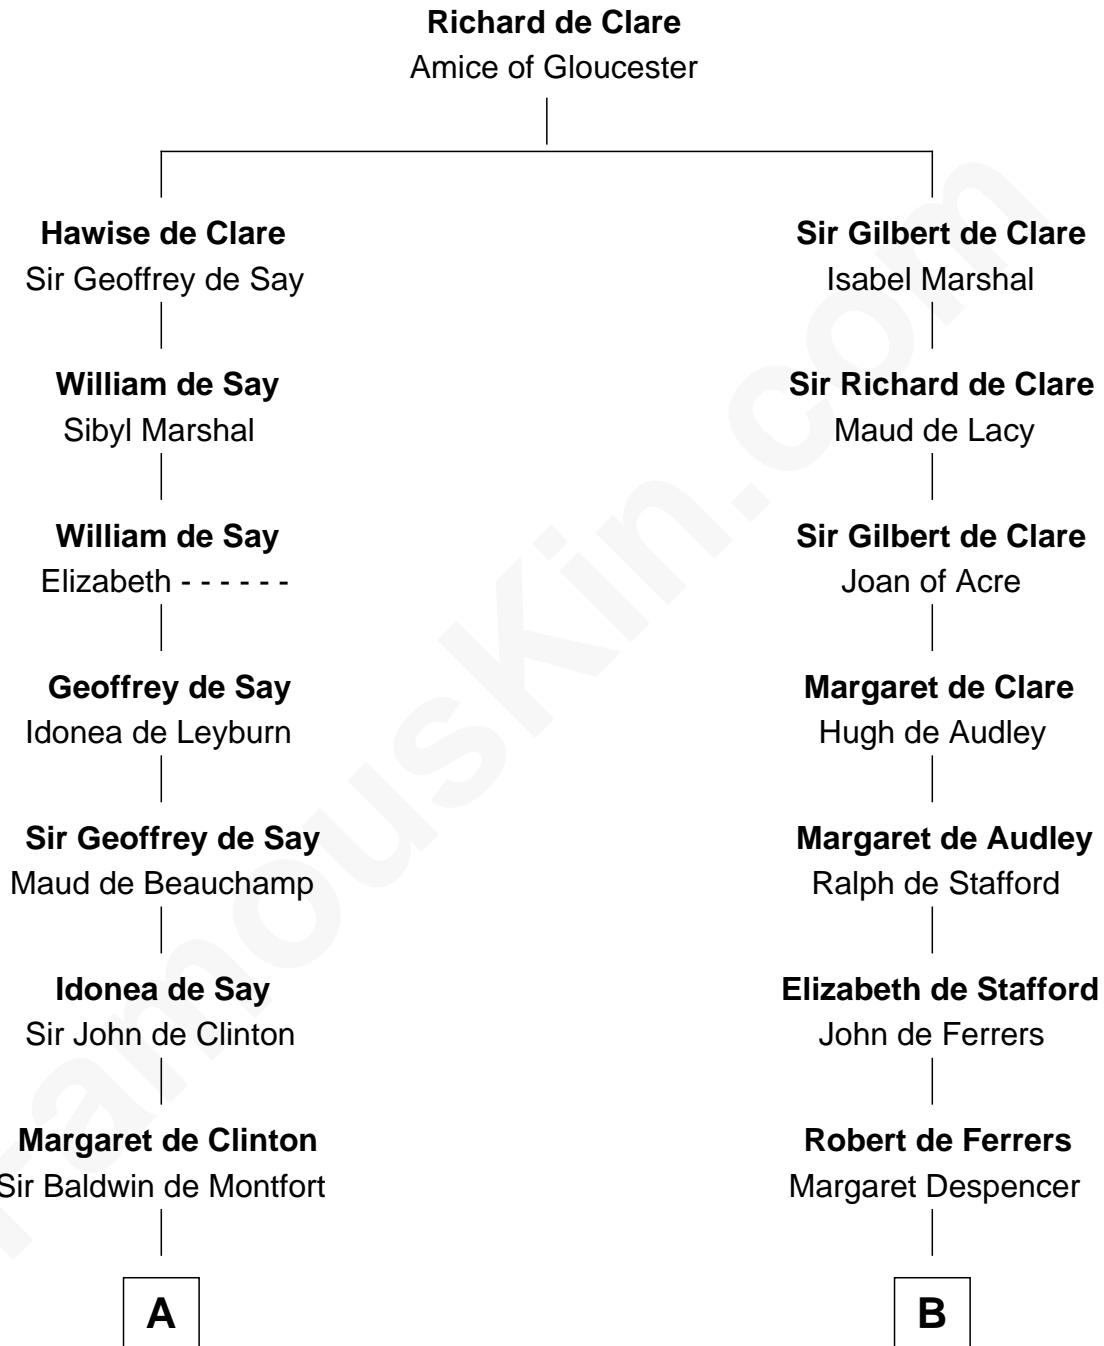 Richard de Clare
Amice of Gloucester
Hawise de Clare
Sir Geoffrey de Say
Sir Gilbert de Clare
Isabel Marshal
William de Say
Sibyl Marshal
Sir Richard de Clare
Maud de Lacy
William de Say
Elizabeth - - - - - -
Sir Gilbert de Clare
Joan of Acre
Geoffrey de Say
Idonea de Leyburn
Margaret de Clare
Hugh de Audley
Sir Geoffrey de Say
Maud de Beauchamp
Margaret de Audley
Ralph de Stafford
Idonea de Say
Sir John de Clinton
Elizabeth de Stafford
John de Ferrers
Margaret de Clinton
Sir Baldwin de Montfort
Robert de Ferrers
Margaret Despencer
A
B
FamousKin.com